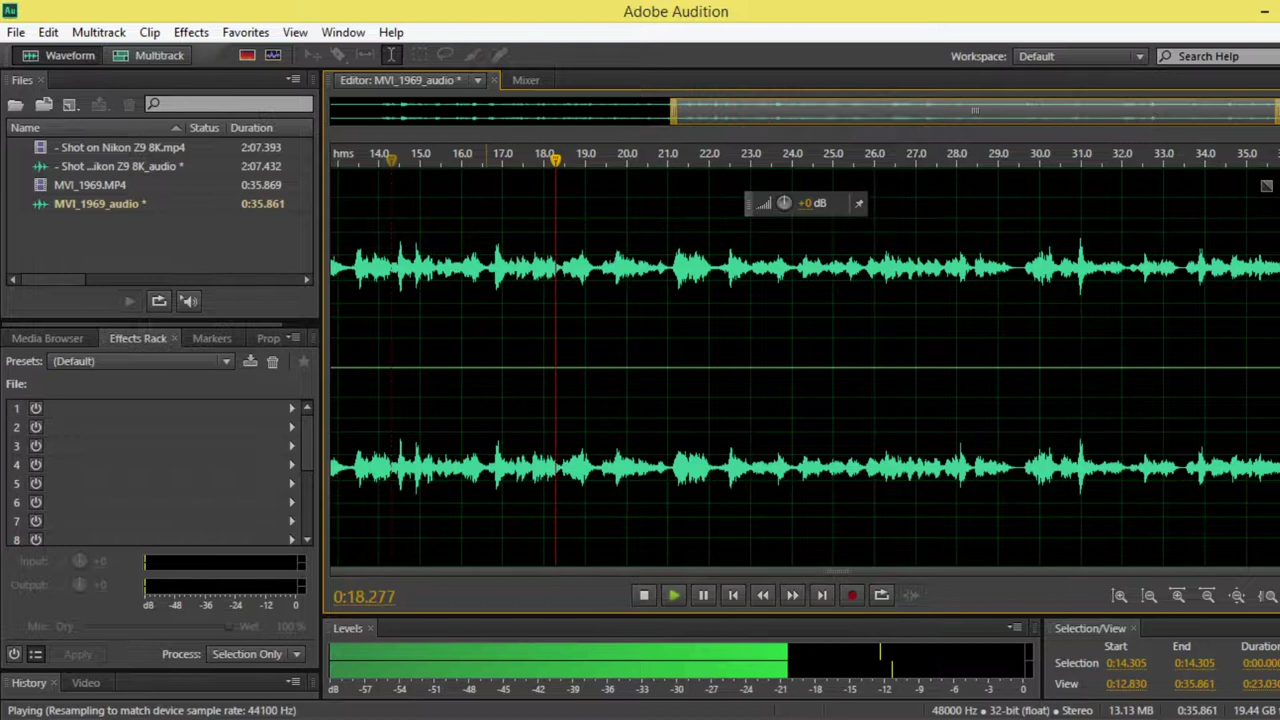 Au
Adobe Audition
File Edit Multitrack Clip Effects Favorites View Window Help
Waveform Multitrack Workspace: Default Search Help
Files
Editor: MVI_1969_audio * Mixer
Name Status Duration
- Shot on Nikon Z9 8K.mp4 2:07.393
- Shot ...ikon Z9 8K_audio * 2:07.432
MVI_1969.MP4 0:35.869
MVI_1969_audio * 0:35.861
hms 14.0 15.0 16.0 17.0 18.0 19.0 20.0 21.0 22.0 23.0 24.0 25.0 26.0 27.0 28.0 29.0 30.0 31.0 32.0 33.0 34.0 35.0
+0 dB
Media Browser Effects Rack Markers Prop
Presets: (Default)
File:
1
2
3
4
5
6
7
8
Input: +0
Output: +0
dB -48 -36 -24 -12 0
Mix: Dry Wet 100 %
Apply Process: Selection Only
History Video
0:18.277
Levels
dB -57 -54 -51 -48 -45 -42 -39 -36 -33 -30 -27 -24 -21 -18 -15 -12 -9 -6 -3 0
Selection/View
Start End Duratio
Selection 0:14.305 0:14.305 0:00.000
View 0:12.830 0:35.861 0:23.030
Playing (Resampling to match device sample rate: 44100 Hz) 48000 Hz • 32-bit (float) • Stereo 13.13 MB 0:35.861 19.44 GB